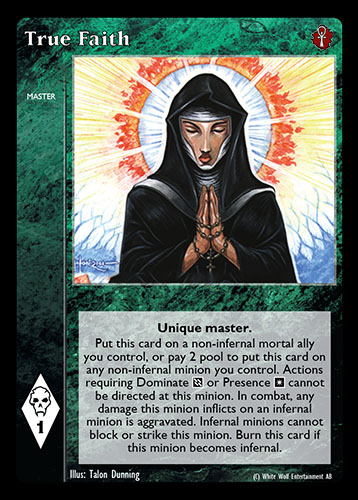 True Faith
MASTER
Unique master.
Put this card on a non-infernal mortal ally
you control, or pay 2 pool to put this card on
any non-infernal minion you control. Actions
requiring Dominate or Presence cannot
be directed at this minion. In combat, any
damage this minion inflicts on an infernal
minion is aggravated. Infernal minions cannot
block or strike this minion. Burn this card if
this minion becomes infernal.
1
Illus: Talon Dunning
(C) White Wolf Entertainment AB